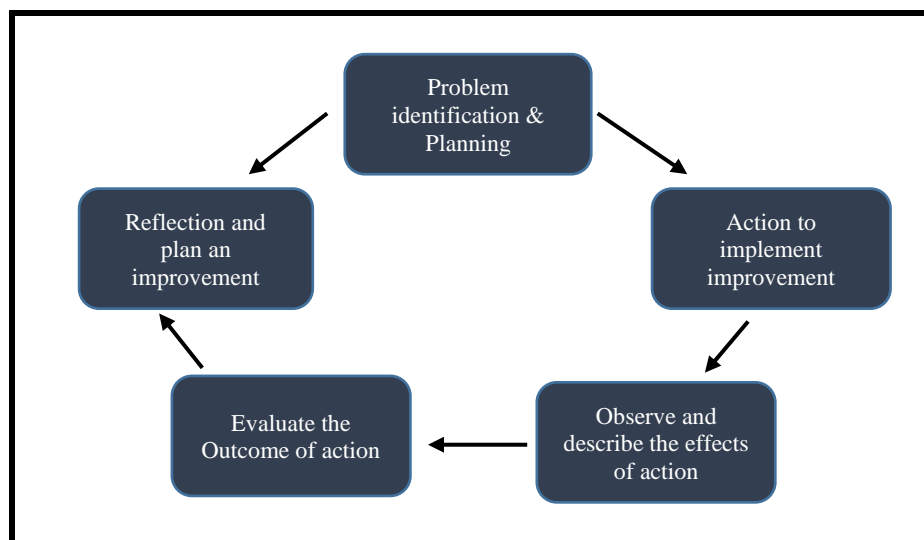 Problem
identification &
Planning
Reflection and
plan an
improvement
Action to
implement
improvement
Evaluate the
Outcome of action
Observe and
describe the effects
of action